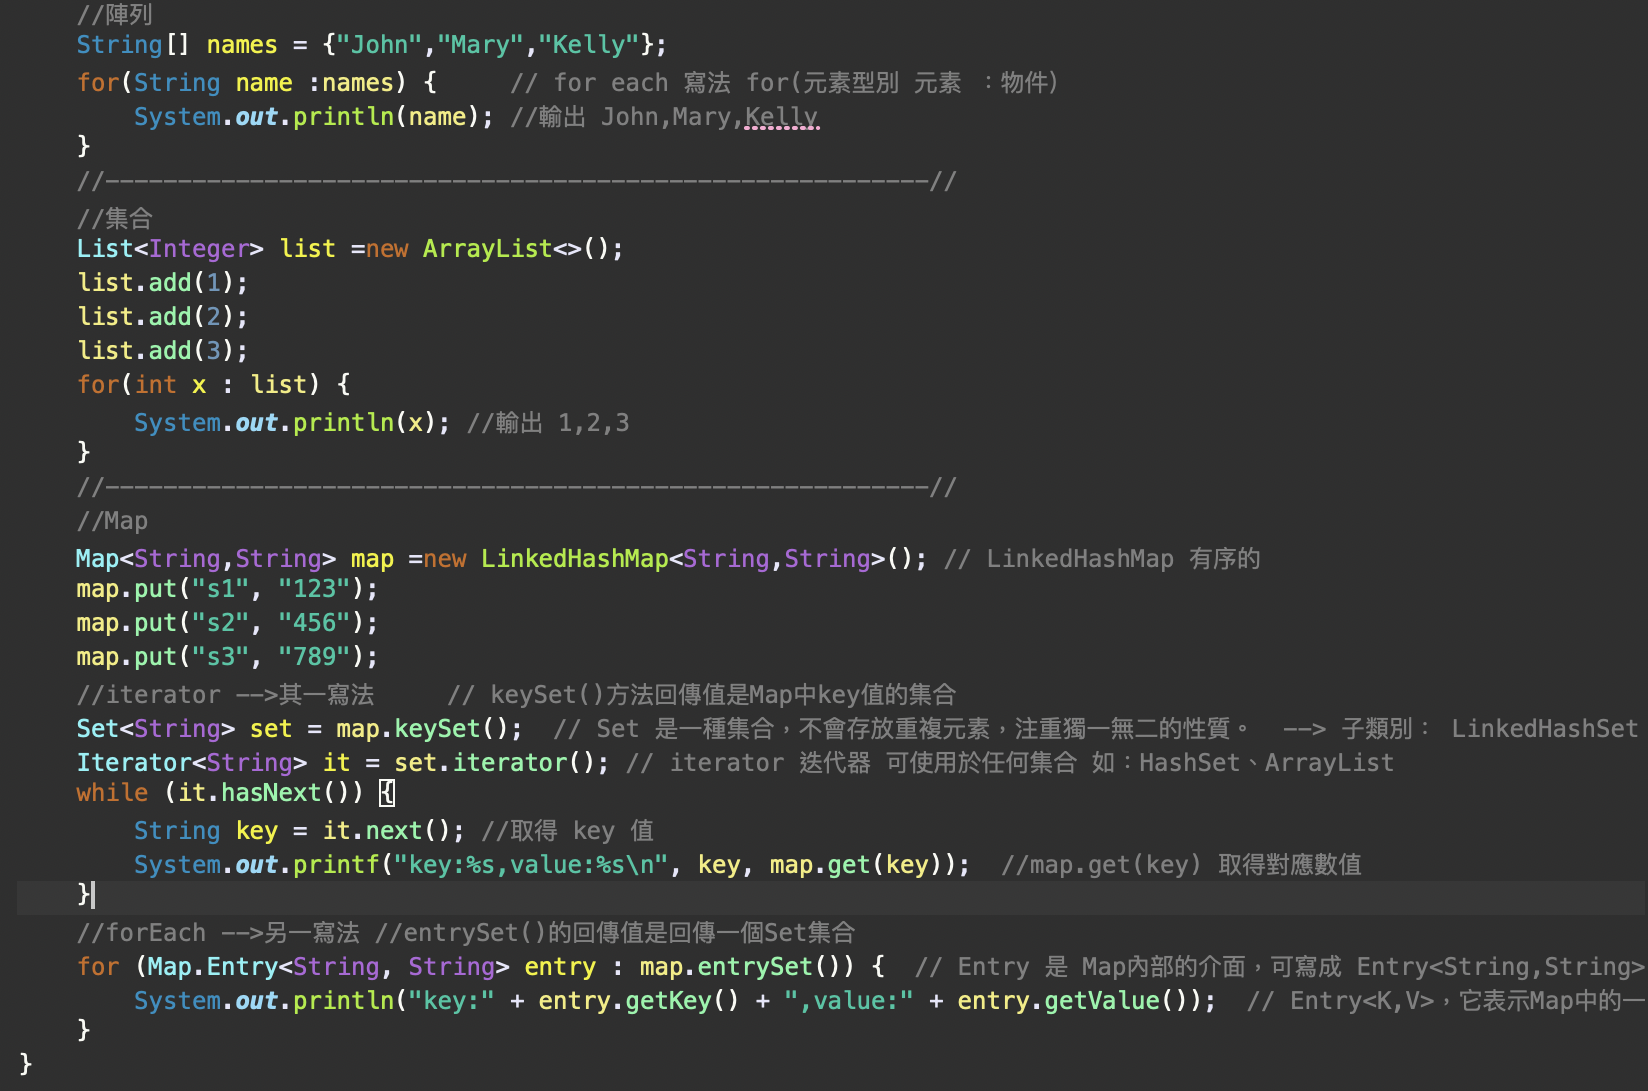 //陣列
String[] names = {"John","Mary","Kelly"};
for(String name :names) {     // for each 寫法 for(元素型別 元素 ：物件)
    System.out.println(name); //輸出 John,Mary,Kelly
}
//---------------------------------------------------------//
//集合
List<Integer> list =new ArrayList<>();
list.add(1);
list.add(2);
list.add(3);
for(int x : list) {
    System.out.println(x); //輸出 1,2,3
}
//---------------------------------------------------------//
//Map
Map<String,String> map =new LinkedHashMap<String,String>(); // LinkedHashMap 有序的
map.put("s1", "123");
map.put("s2", "456");
map.put("s3", "789");
//iterator -->其一寫法     // keySet()方法回傳值是Map中key值的集合
Set<String> set = map.keySet();  // Set 是一種集合，不會存放重複元素，注重獨一無二的性質。  --> 子類別： LinkedHashSet
Iterator<String> it = set.iterator(); // iterator 迭代器 可使用於任何集合 如：HashSet、ArrayList
while (it.hasNext()) {
    String key = it.next(); //取得 key 值
    System.out.printf("key:%s,value:%s\n", key, map.get(key));  //map.get(key) 取得對應數值
}
//forEach -->另一寫法 //entrySet()的回傳值是回傳一個Set集合
for (Map.Entry<String, String> entry : map.entrySet()) {  // Entry 是 Map內部的介面，可寫成 Entry<String,String>
    System.out.println("key:" + entry.getKey() + ",value:" + entry.getValue());  // Entry<K,V>，它表示Map中的一
}
}